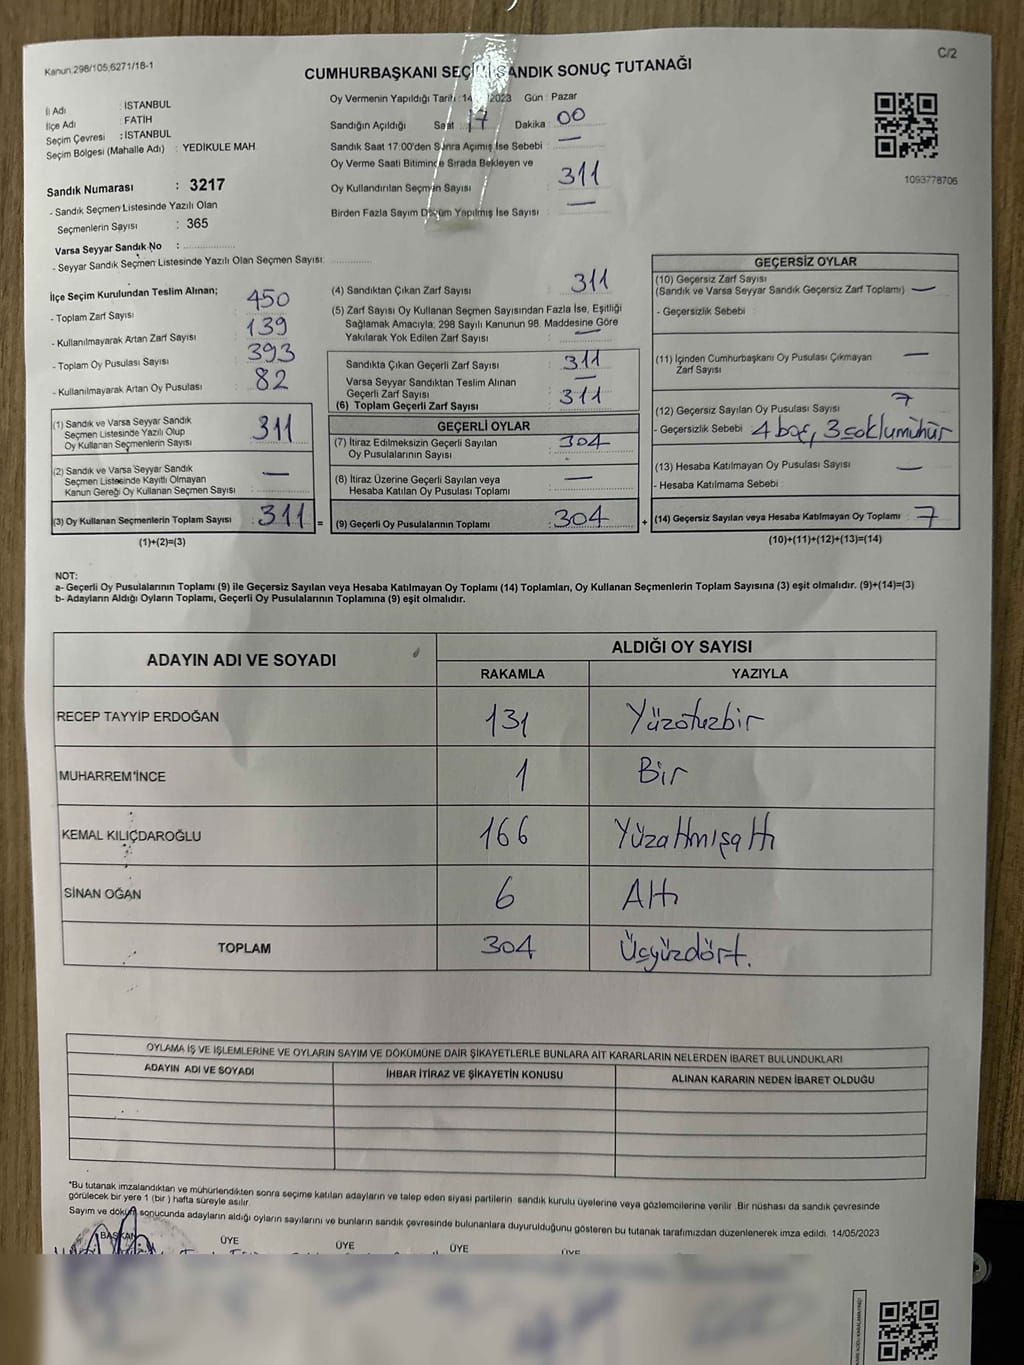 Kanun,298/105,6271/18-1
C/2
CUMHURBAŞKANI SEÇİMİ SANDIK SONUÇ TUTANAĞI
İl Adı : İSTANBUL
İlçe Adı : FATİH
Seçim Çevresi : İSTANBUL
Seçim Bölgesi (Mahalle Adı) : YEDİKULE MAH.
Sandık Numarası : 3217
- Sandık Seçmen Listesinde Yazılı Olan
Seçmenlerin Sayısı : 365
Varsa Seyyar Sandık No :
- Seyyar Sandık Seçmen Listesinde Yazılı Olan Seçmen Sayısı:
Oy Vermenin Yapıldığı Tarih : 14 2023 Gün : Pazar
Sandığın Açıldığı Saat : 17 Dakika : 00
Sandık Saat 17:00'den Sonra Açımış İse Sebebi : —
Oy Verme Saati Bitiminde Sırada Bekleyen ve
Oy Kullandırılan Seçmen Sayısı : 311
Birden Fazla Sayım Döküm Yapılmış İse Sayısı : —
1093778706
İlçe Seçim Kurulundan Teslim Alınan;
- Toplam Zarf Sayısı : 450
- Kullanılmayarak Artan Zarf Sayısı : 139
- Toplam Oy Pusulası Sayısı : 393
- Kullanılmayarak Artan Oy Pusulası : 82
(1) Sandık ve Varsa Seyyar Sandık
Seçmen Listesinde Yazılı Olup
Oy Kullanan Seçmenlerin Sayısı : 311
(2) Sandık ve Varsa Seyyar Sandık
Seçmen Listesinde Kayıtlı Olmayan
Kanun Gereği Oy Kullanan Seçmen Sayısı : —
(3) Oy Kullanan Seçmenlerin Toplam Sayısı : 311 =
(1)+(2)=(3)
(4) Sandıktan Çıkan Zarf Sayısı : 311
(5) Zarf Sayısı Oy Kullanan Seçmen Sayısından Fazla İse, Eşitliği
Sağlamak Amacıyla; 298 Sayılı Kanunun 98. Maddesine Göre
Yakılarak Yok Edilen Zarf Sayısı : —
Sandıkta Çıkan Geçerli Zarf Sayısı : 311
Varsa Seyyar Sandıktan Teslim Alınan
Geçerli Zarf Sayısı : —
(6) Toplam Geçerli Zarf Sayısı : 311
GEÇERLİ OYLAR
(7) İtiraz Edilmeksizin Geçerli Sayılan
Oy Pusulalarının Sayısı : 304
(8) İtiraz Üzerine Geçerli Sayılan veya
Hesaba Katılan Oy Pusulası Toplamı : —
(9) Geçerli Oy Pusulalarının Toplamı : 304 +
GEÇERSİZ OYLAR
(10) Geçersiz Zarf Sayısı
(Sandık ve Varsa Seyyar Sandık Geçersiz Zarf Toplamı) : —
- Geçersizlik Sebebi :
(11) İçinden Cumhurbaşkanı Oy Pusulası Çıkmayan
Zarf Sayısı : —
(12) Geçersiz Sayılan Oy Pusulası Sayısı : 7
- Geçersizlik Sebebi : 4 boş, 3 çoklumühür
(13) Hesaba Katılmayan Oy Pusulası Sayısı : —
- Hesaba Katılmama Sebebi :
(14) Geçersiz Sayılan veya Hesaba Katılmayan Oy Toplamı : 7
(10)+(11)+(12)+(13)=(14)
NOT:
a- Geçerli Oy Pusulalarının Toplamı (9) ile Geçersiz Sayılan veya Hesaba Katılmayan Oy Toplamı (14) Toplamları, Oy Kullanan Seçmenlerin Toplam Sayısına (3) eşit olmalıdır. (9)+(14)=(3)
b- Adayların Aldığı Oyların Toplamı, Geçerli Oy Pusulalarının Toplamına (9) eşit olmalıdır.
ADAYIN ADI VE SOYADI
ALDIĞI OY SAYISI
RAKAMLA YAZIYLA
RECEP TAYYİP ERDOĞAN 131 Yüzotuzbir
MUHARREM İNCE 1 Bir
KEMAL KILIÇDAROĞLU 166 Yüzaltmışaltı
SİNAN OĞAN 6 Altı
TOPLAM 304 Üçyüzdört.
OYLAMA İŞ VE İŞLEMLERİNE VE OYLARIN SAYIM VE DÖKÜMÜNE DAİR ŞİKAYETLERLE BUNLARA AİT KARARLARIN NELERDEN İBARET BULUNDUKLARI
ADAYIN ADI VE SOYADI İHBAR İTİRAZ VE ŞİKAYETİN KONUSU ALINAN KARARIN NEDEN İBARET OLDUĞU
*Bu tutanak imzalandıktan ve mühürlendikten sonra seçime katılan adayların ve talep eden siyasi partilerin sandık kurulu üyelerine veya gözlemcilerine verilir .Bir nüshası da sandık çevresinde
görülecek bir yere 1 (bir ) hafta süreyle asılır.
Sayım ve döküm sonucunda adayların aldığı oyların sayılarını ve bunların sandık çevresinde bulunanlara duyurulduğunu gösteren bu tutanak tarafımızdan düzenlenerek imza edildi. 14/05/2023
BAŞKAN ÜYE ÜYE ÜYE ÜYE